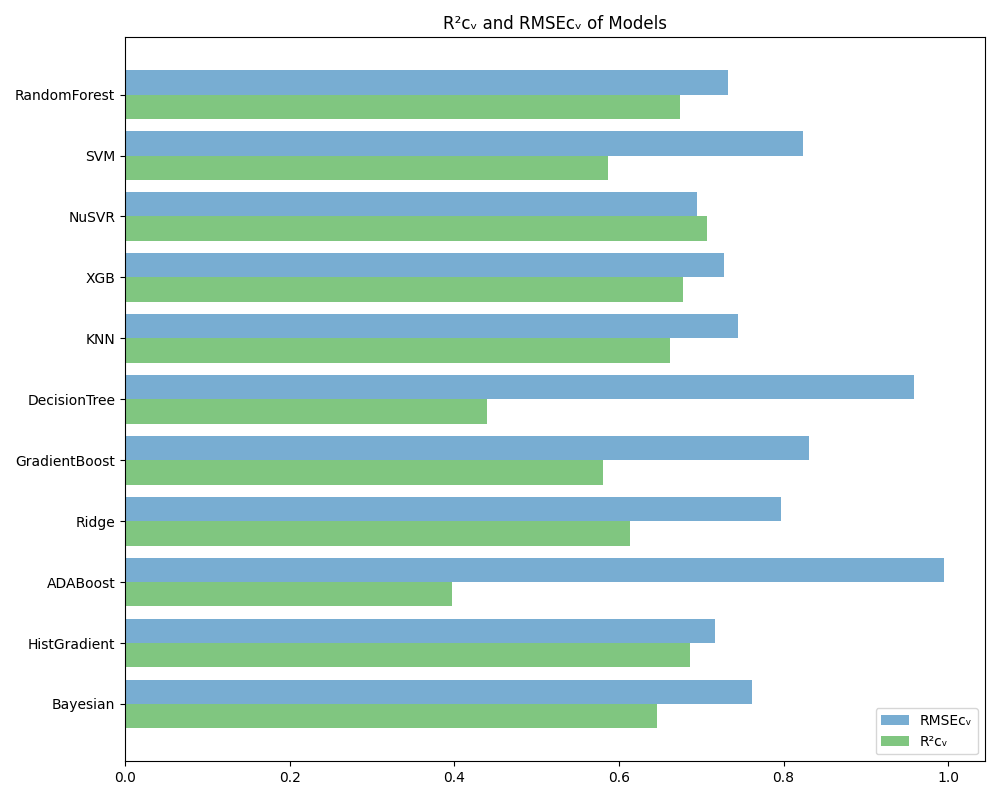 R²cᵥ and RMSEcᵥ of Models
RandomForest
SVM
NuSVR
XGB
KNN
DecisionTree
GradientBoost
Ridge
ADABoost
HistGradient
Bayesian
RMSEcᵥ
R²cᵥ
0.0 0.2 0.4 0.6 0.8 1.0